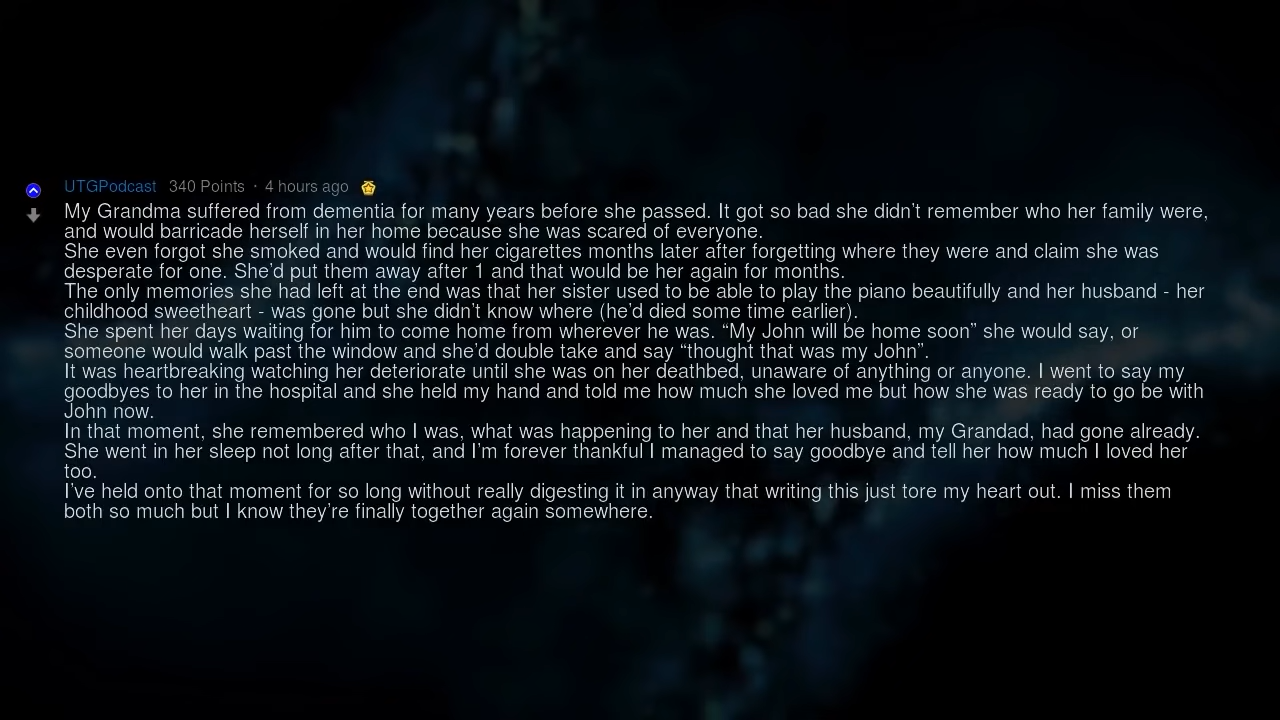 UTGPodcast 340 Points · 4 hours ago
My Grandma suffered from dementia for many years before she passed. It got so bad she didn’t remember who her family were,
and would barricade herself in her home because she was scared of everyone.
She even forgot she smoked and would find her cigarettes months later after forgetting where they were and claim she was
desperate for one. She’d put them away after 1 and that would be her again for months.
The only memories she had left at the end was that her sister used to be able to play the piano beautifully and her husband - her
childhood sweetheart - was gone but she didn’t know where (he’d died some time earlier).
She spent her days waiting for him to come home from wherever he was. “My John will be home soon” she would say, or
someone would walk past the window and she’d double take and say “thought that was my John”.
It was heartbreaking watching her deteriorate until she was on her deathbed, unaware of anything or anyone. I went to say my
goodbyes to her in the hospital and she held my hand and told me how much she loved me but how she was ready to go be with
John now.
In that moment, she remembered who I was, what was happening to her and that her husband, my Grandad, had gone already.
She went in her sleep not long after that, and I’m forever thankful I managed to say goodbye and tell her how much I loved her
too.
I’ve held onto that moment for so long without really digesting it in anyway that writing this just tore my heart out. I miss them
both so much but I know they’re finally together again somewhere.